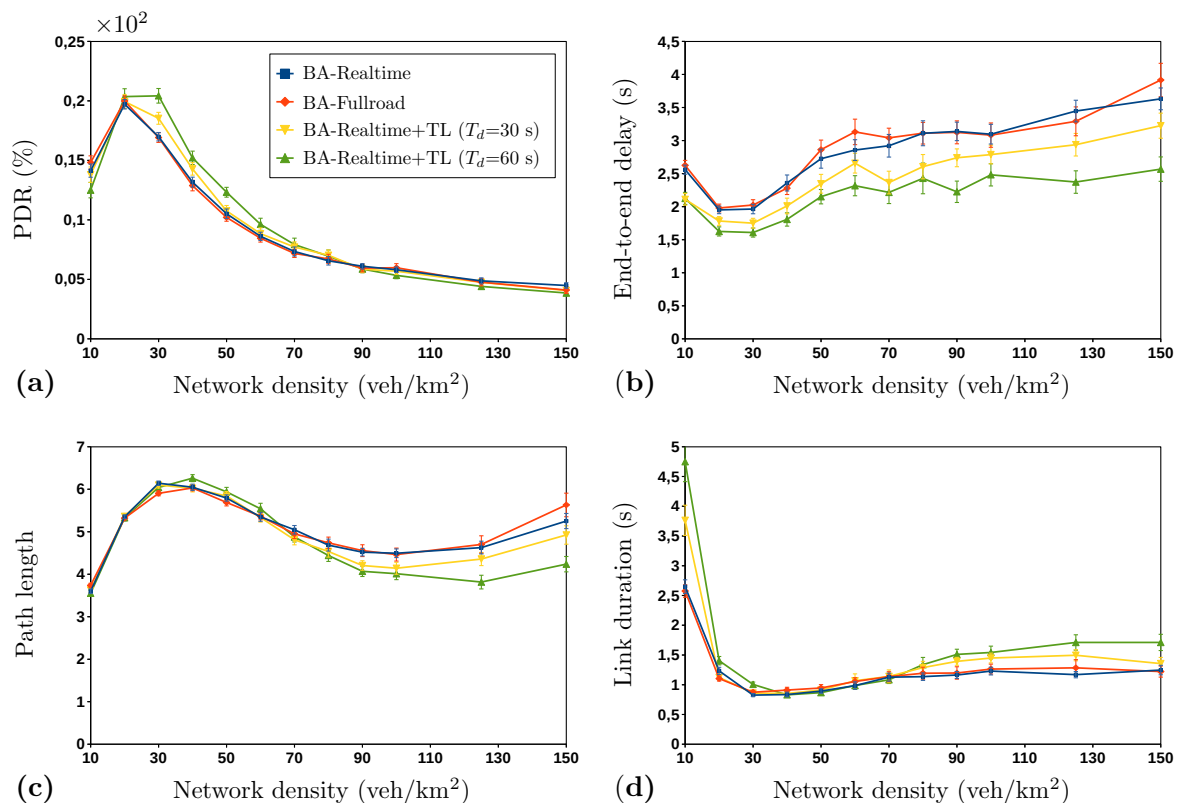 ×10²
0,25
0,2
0,15
0,1
0,05
0
PDR (%)
BA-Realtime
BA-Fullroad
BA-Realtime+TL (T_d=30 s)
BA-Realtime+TL (T_d=60 s)
10 30 50 70 90 110 130 150
(a) Network density (veh/km²)
4,5
4
3,5
3
2,5
2
1,5
1
0,5
0
End-to-end delay (s)
10 30 50 70 90 110 130 150
(b) Network density (veh/km²)
7
6
5
4
3
2
1
0
Path length
10 30 50 70 90 110 130 150
(c) Network density (veh/km²)
5
4,5
4
3,5
3
2,5
2
1,5
1
0,5
0
Link duration (s)
10 30 50 70 90 110 130 150
(d) Network density (veh/km²)